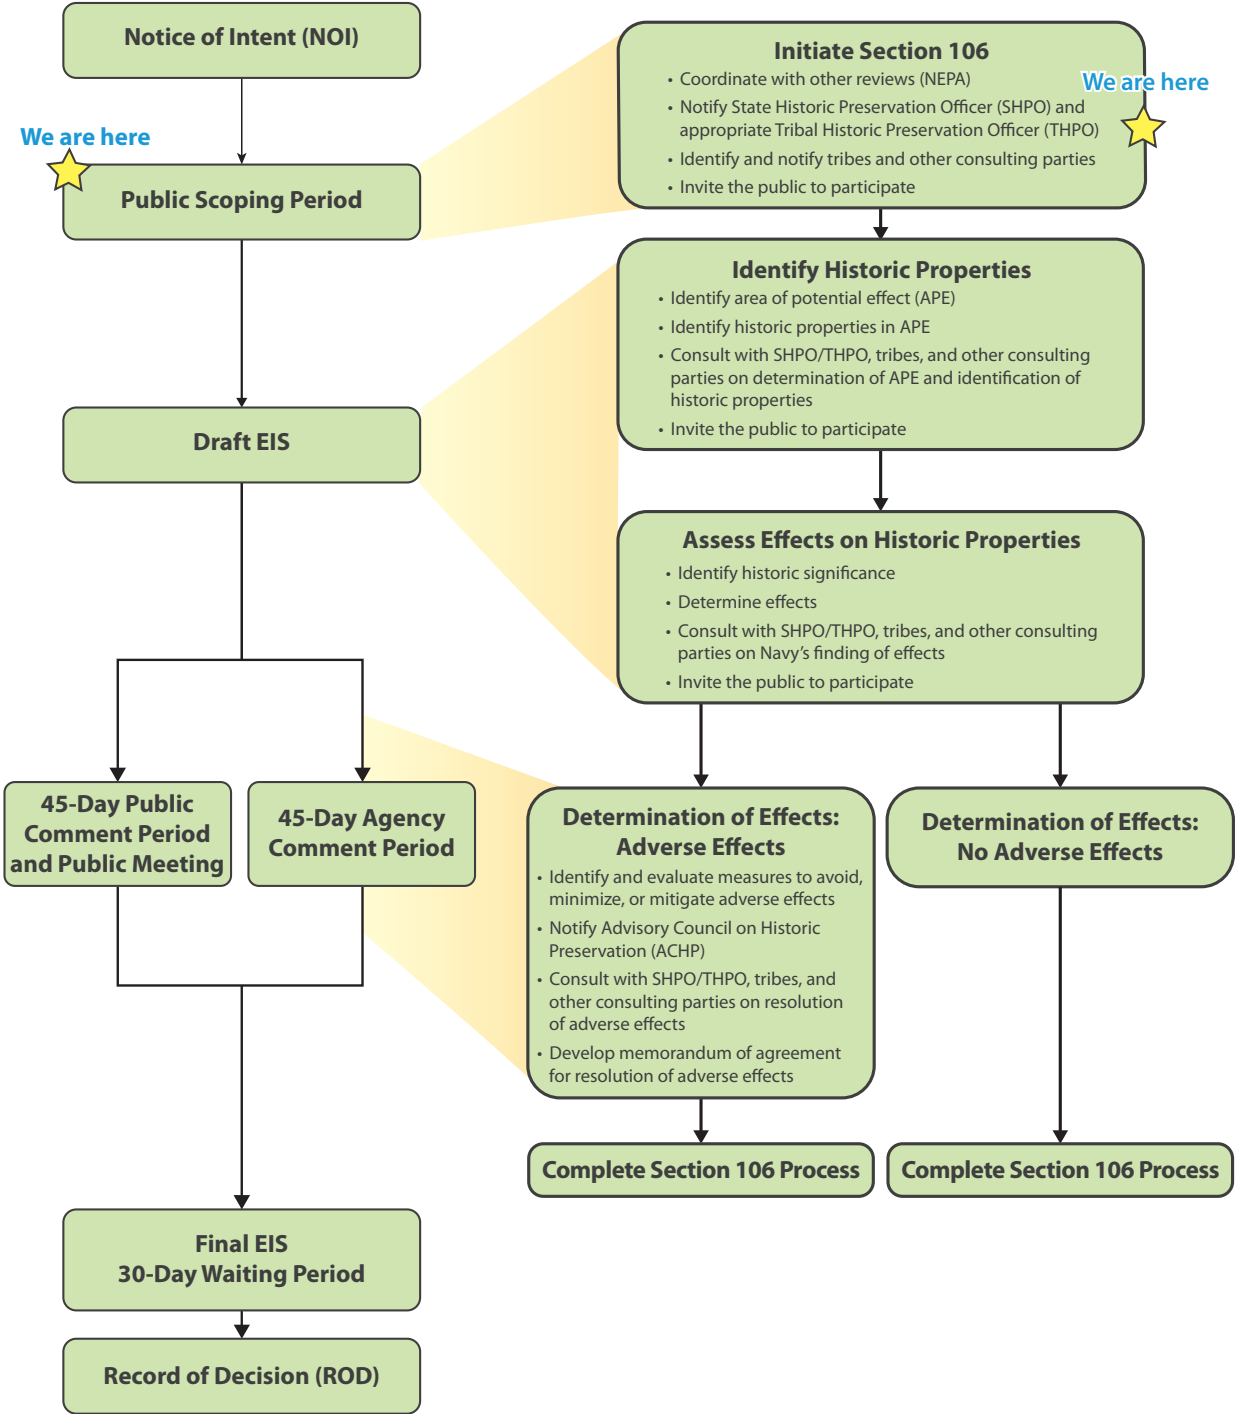 Notice of Intent (NOI)
We are here
Public Scoping Period
Draft EIS
45-Day Public
Comment Period
and Public Meeting
45-Day Agency
Comment Period
Final EIS
30-Day Waiting Period
Record of Decision (ROD)
Initiate Section 106
• Coordinate with other reviews (NEPA)
We are here
• Notify State Historic Preservation Officer (SHPO) and
appropriate Tribal Historic Preservation Officer (THPO)
• Identify and notify tribes and other consulting parties
• Invite the public to participate
Identify Historic Properties
• Identify area of potential effect (APE)
• Identify historic properties in APE
• Consult with SHPO/THPO, tribes, and other consulting
parties on determination of APE and identification of
historic properties
• Invite the public to participate
Assess Effects on Historic Properties
• Identify historic significance
• Determine effects
• Consult with SHPO/THPO, tribes, and other consulting
parties on Navy's finding of effects
• Invite the public to participate
Determination of Effects:
Adverse Effects
• Identify and evaluate measures to avoid,
minimize, or mitigate adverse effects
• Notify Advisory Council on Historic
Preservation (ACHP)
• Consult with SHPO/THPO, tribes, and
other consulting parties on resolution
of adverse effects
• Develop memorandum of agreement
for resolution of adverse effects
Complete Section 106 Process
Determination of Effects:
No Adverse Effects
Complete Section 106 Process